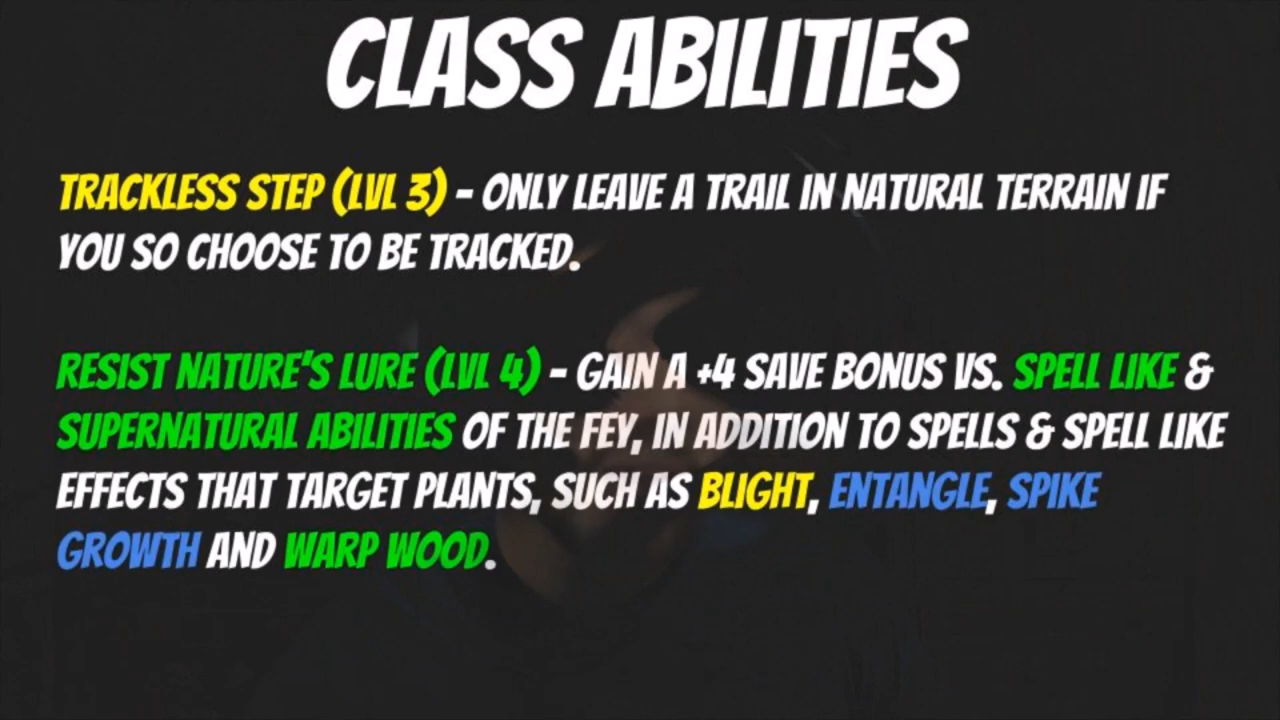 CLASS ABILITIES
TRACKLESS STEP (LVL 3) - ONLY LEAVE A TRAIL IN NATURAL TERRAIN IF
YOU SO CHOOSE TO BE TRACKED.
RESIST NATURE'S LURE (LVL 4) - GAIN A +4 SAVE BONUS VS. SPELL LIKE &
SUPERNATURAL ABILITIES OF THE FEY, IN ADDITION TO SPELLS & SPELL LIKE
EFFECTS THAT TARGET PLANTS, SUCH AS BLIGHT, ENTANGLE, SPIKE
GROWTH AND WARP WOOD.